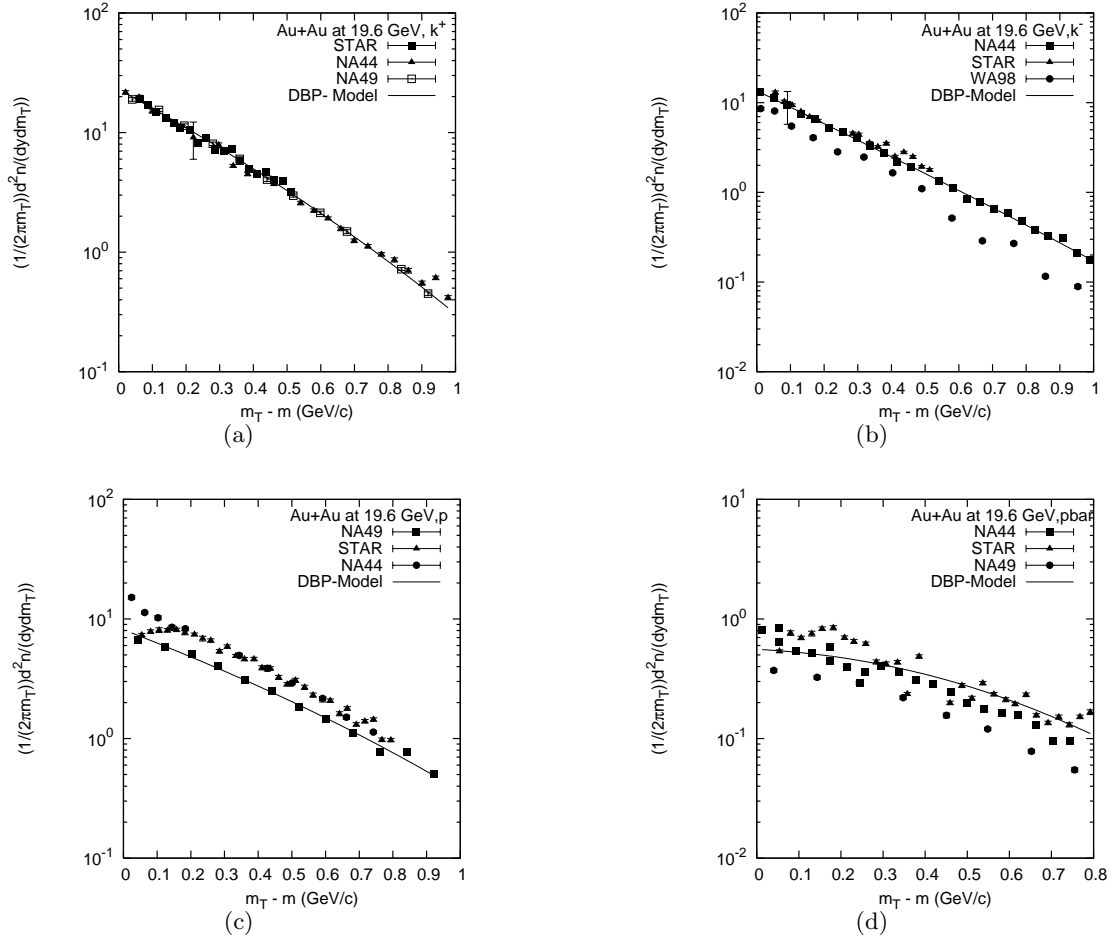 10^2
10^1
10^0
10^-1
(1/(2πm_T))d^2n/(dydm_T))
Au+Au at 19.6 GeV, k^+
STAR
NA44
NA49
DBP- Model
0 0.1 0.2 0.3 0.4 0.5 0.6 0.7 0.8 0.9 1
m_T - m (GeV/c)
(a)
10^2
10^1
10^0
10^-1
10^-2
(1/(2πm_T))d^2n/(dydm_T))
Au+Au at 19.6 GeV,k^-
NA44
STAR
WA98
DBP-Model
0 0.1 0.2 0.3 0.4 0.5 0.6 0.7 0.8 0.9 1
m_T - m (GeV/c)
(b)
10^2
10^1
10^0
10^-1
(1/(2πm_T))d^2n/(dydm_T))
Au+Au at 19.6 GeV,p
NA49
STAR
NA44
DBP-Model
0 0.1 0.2 0.3 0.4 0.5 0.6 0.7 0.8 0.9 1
m_T - m (GeV/c)
(c)
10^1
10^0
10^-1
10^-2
(1/(2πm_T))d^2n/(dydm_T))
Au+Au at 19.6 GeV,pbar
NA44
STAR
NA49
DBP-Model
0 0.1 0.2 0.3 0.4 0.5 0.6 0.7 0.8
m_T - m (GeV/c)
(d)